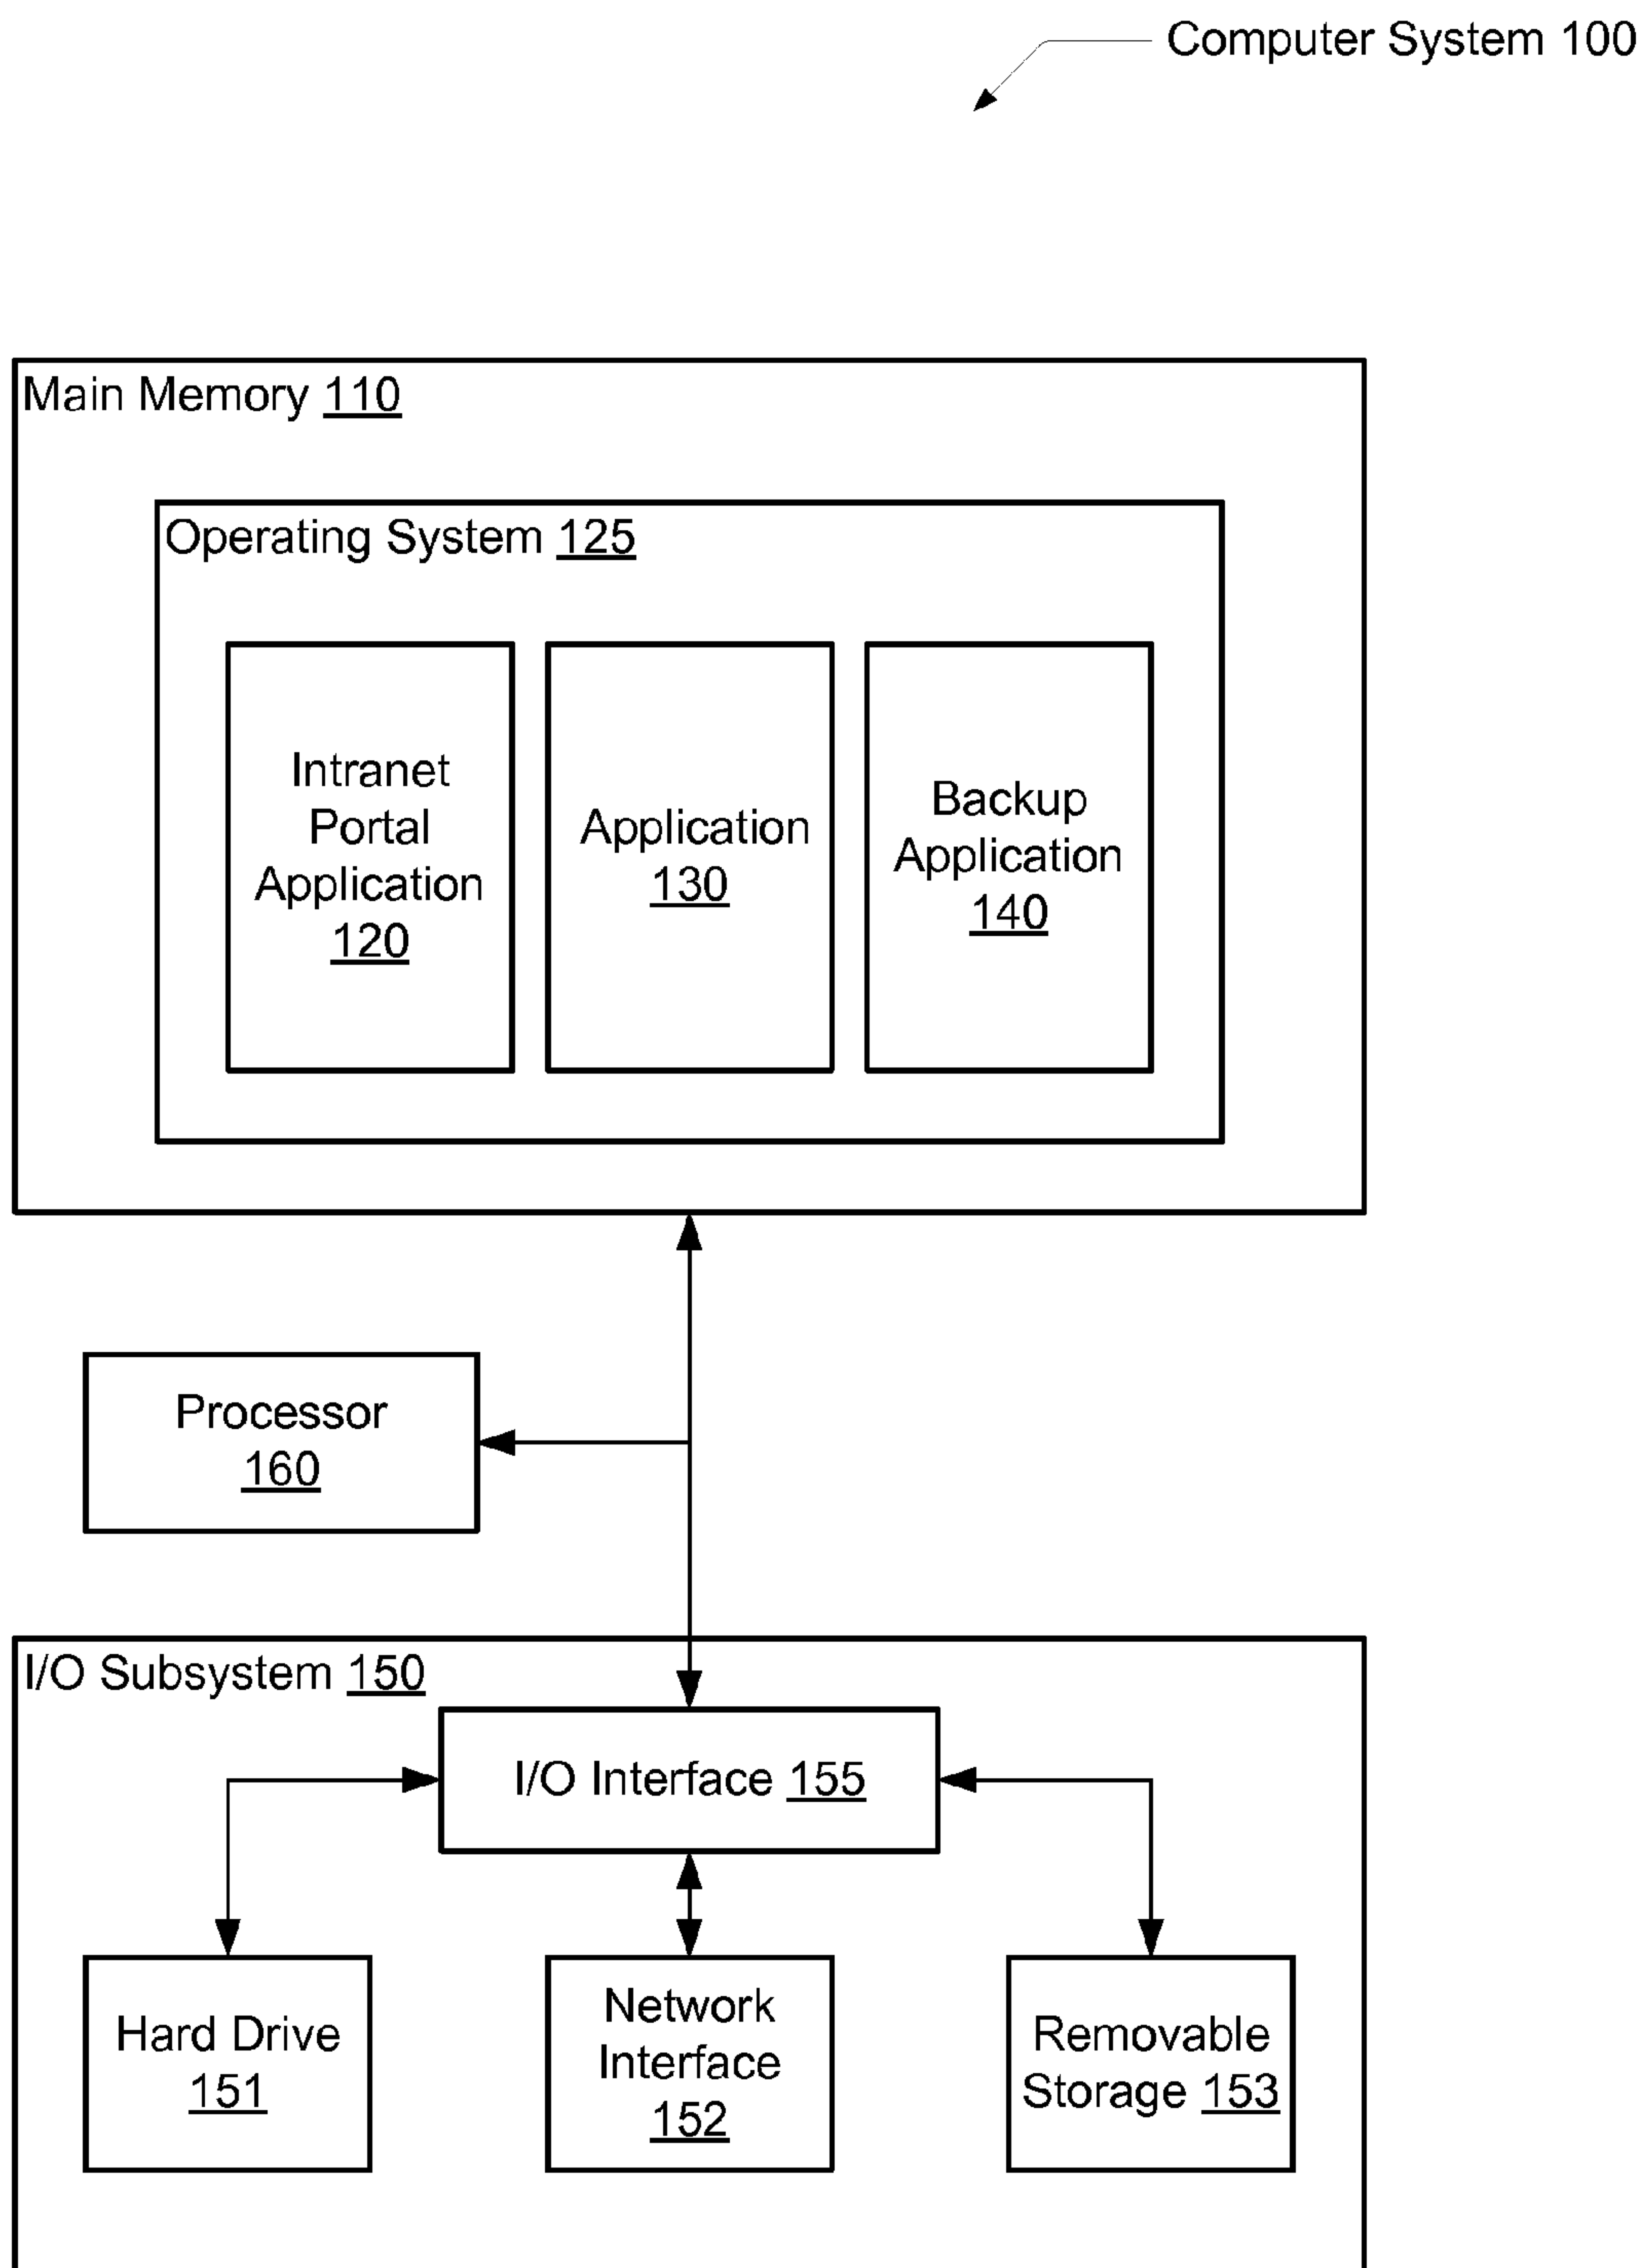 Computer System 100
Main Memory 110
Operating System 125
Intranet
Portal
Application
120
Application
130
Backup
Application
140
Processor
160
I/O Subsystem 150
I/O Interface 155
Hard Drive
151
Network
Interface
152
Removable
Storage 153